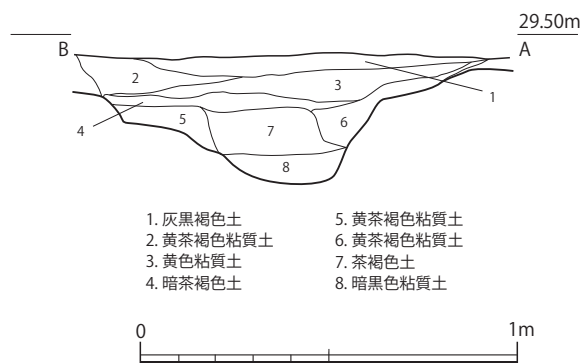 29.50m
B
A
2
3
1
4
5
7
6
8
1. 灰黒褐色土
2. 黄茶褐色粘質土
3. 黄色粘質土
4. 暗茶褐色土
5. 黄茶褐色粘質土
6. 黄茶褐色粘質土
7. 茶褐色土
8. 暗黒色粘質土
0
1m